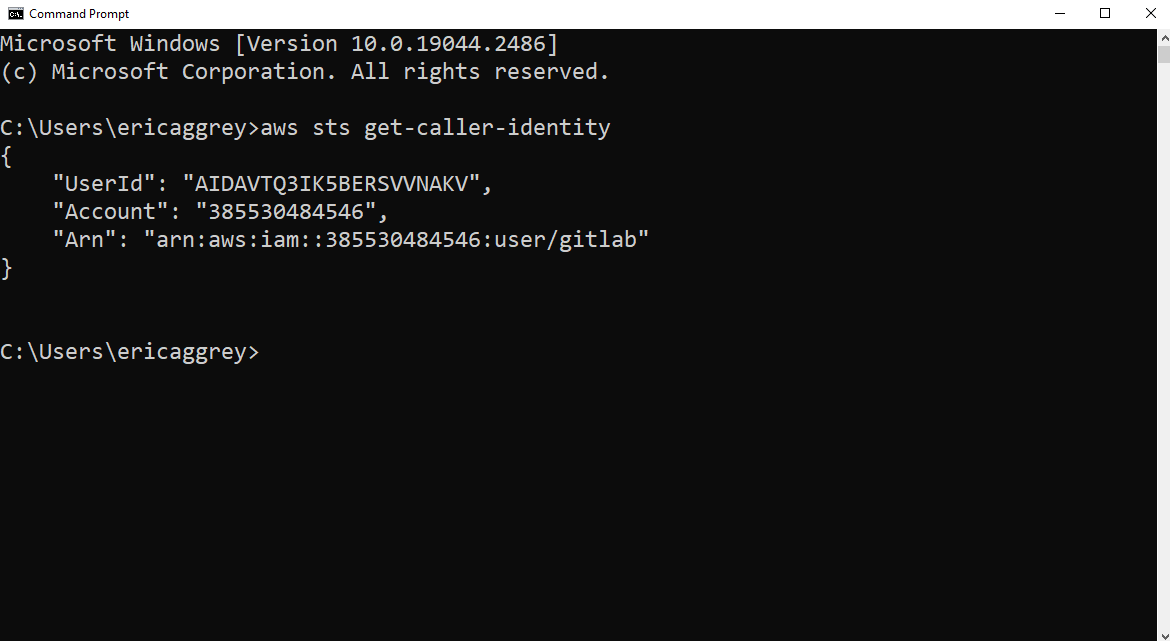 Command Prompt
Microsoft Windows [Version 10.0.19044.2486]
(c) Microsoft Corporation. All rights reserved.
C:\Users\ericaggrey>aws sts get-caller-identity
{
    "UserId": "AIDAVTQ3IK5BERSVVNAKV",
    "Account": "385530484546",
    "Arn": "arn:aws:iam::385530484546:user/gitlab"
}
C:\Users\ericaggrey>